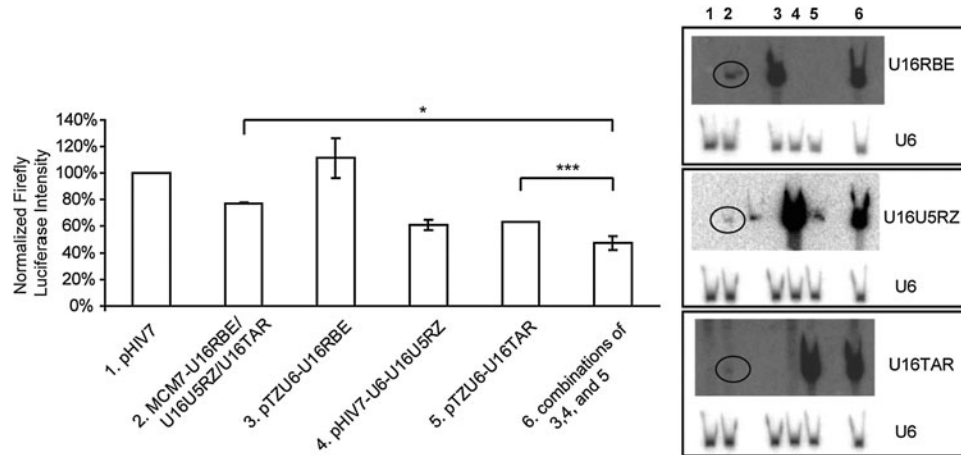 Normalized Firefly
Luciferase Intensity
140%
120%
100%
80%
60%
40%
20%
0%
*
***
1. pHIV7
2. MCM7-U16RBE/
U16U5RZ/U16TAR
3. pTZU6-U16RBE
4. pHIV7-U6-U16U5RZ
5. pTZU6-U16TAR
6. combinations of
3,4, and 5
1 2 3 4 5 6
U16RBE
U6
U16U5RZ
U6
U16TAR
U6